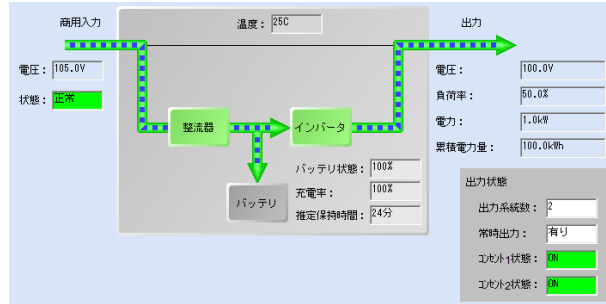 商用入力
温度： 25C
出力
電圧： 105.0V
状態： 正常
電圧： 100.0V
負荷率： 50.0%
電力： 1.0kW
累積電力量： 100.0kWh
整流器
インバータ
バッテリ
バッテリ状態： 100%
充電率： 100%
推定保持時間： 24分
出力状態
出力系統数： 2
常時出力： 有り
コンセント1状態： ON
コンセント2状態： ON